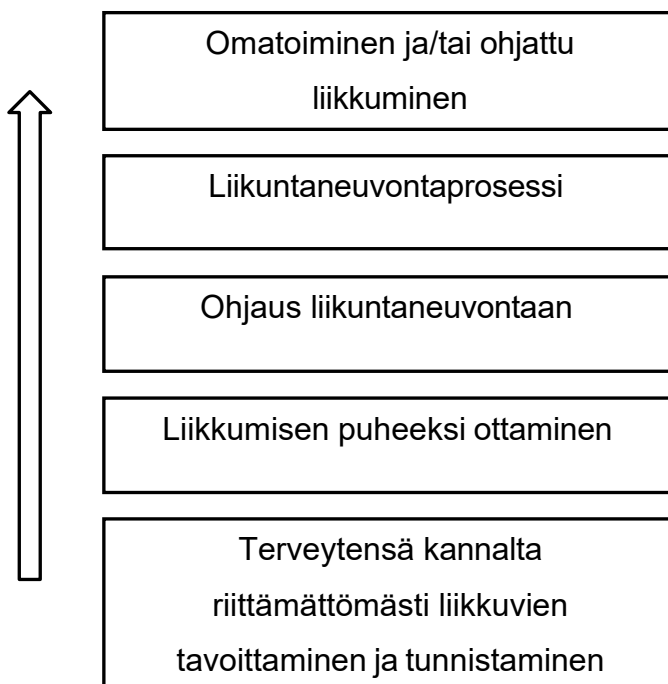 Omatoiminen ja/tai ohjattu
liikkuminen
Liikuntaneuvontaprosessi
Ohjaus liikuntaneuvontaan
Liikkumisen puheeksi ottaminen
Terveytensä kannalta
riittämättömästi liikkuvien
tavoittaminen ja tunnistaminen